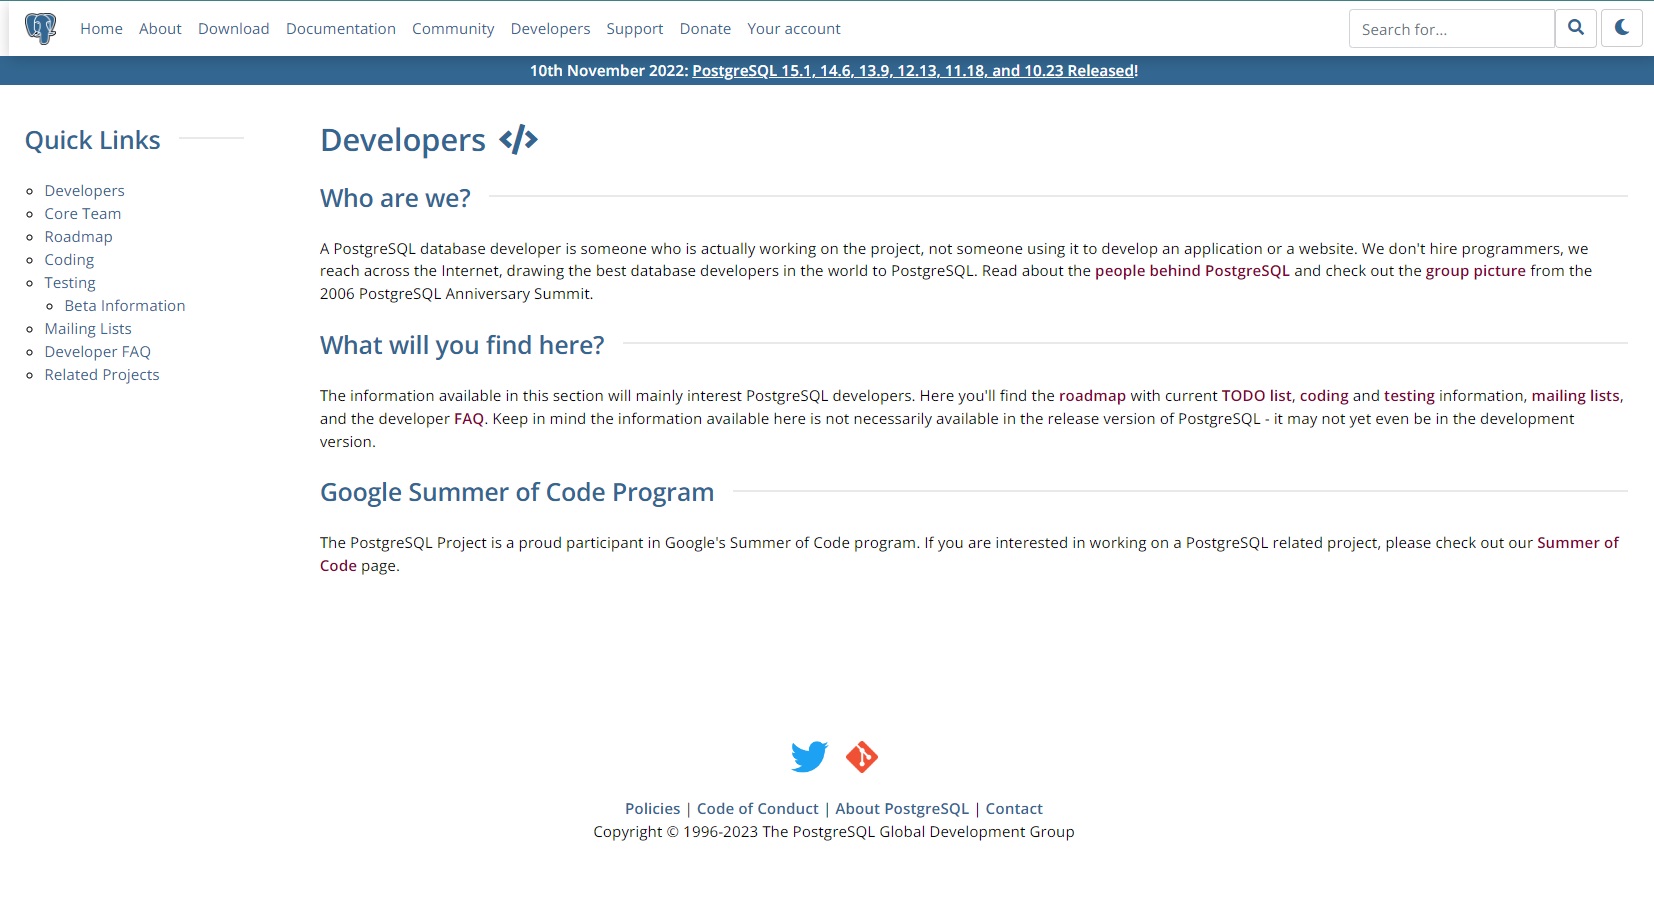 Home About Download Documentation Community Developers Support Donate Your account Search for...
10th November 2022: PostgreSQL 15.1, 14.6, 13.9, 12.13, 11.18, and 10.23 Released!
Quick Links
Developers
Core Team
Roadmap
Coding
Testing
Beta Information
Mailing Lists
Developer FAQ
Related Projects
Developers
Who are we?
A PostgreSQL database developer is someone who is actually working on the project, not someone using it to develop an application or a website. We don't hire programmers, we
reach across the Internet, drawing the best database developers in the world to PostgreSQL. Read about the people behind PostgreSQL and check out the group picture from the
2006 PostgreSQL Anniversary Summit.
What will you find here?
The information available in this section will mainly interest PostgreSQL developers. Here you'll find the roadmap with current TODO list, coding and testing information, mailing lists,
and the developer FAQ. Keep in mind the information available here is not necessarily available in the release version of PostgreSQL - it may not yet even be in the development
version.
Google Summer of Code Program
The PostgreSQL Project is a proud participant in Google's Summer of Code program. If you are interested in working on a PostgreSQL related project, please check out our Summer of
Code page.
Policies | Code of Conduct | About PostgreSQL | Contact
Copyright © 1996-2023 The PostgreSQL Global Development Group